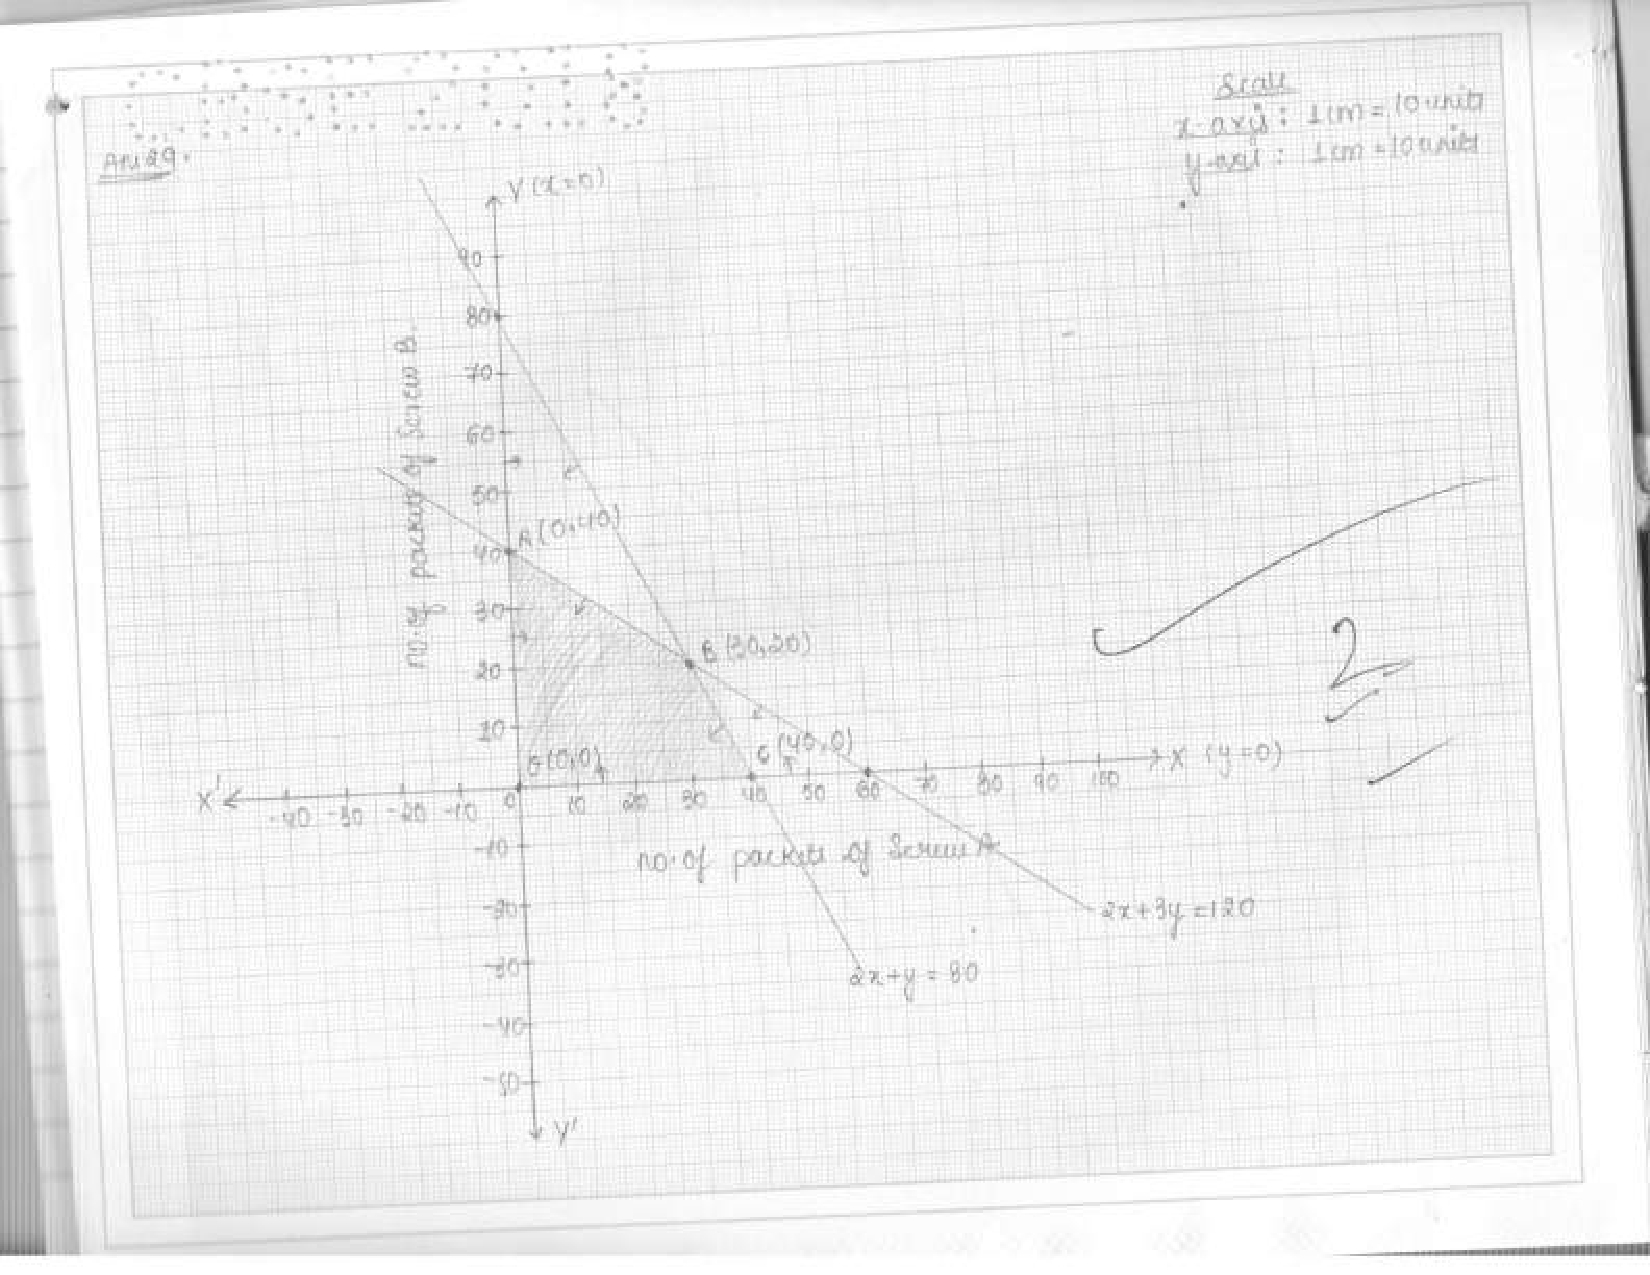 Scale
x-axis: 1cm = 10 units
y-axis: 1cm = 10 units
Ans 29.
Y (x=0)
90
80
70
60
50
40
30
20
10
no. of packets of Screw B.
A(0,40)
B(30,20)
O(0,0)
C(40,0)
X (y=0)
X'
-40 -30 -20 -10 0 10 20 30 40 50 60 70 80 90 100
no. of packets of Screw A
-10
-20
-30
-40
-50
2x+3y=120
2x+y=80
Y'
2